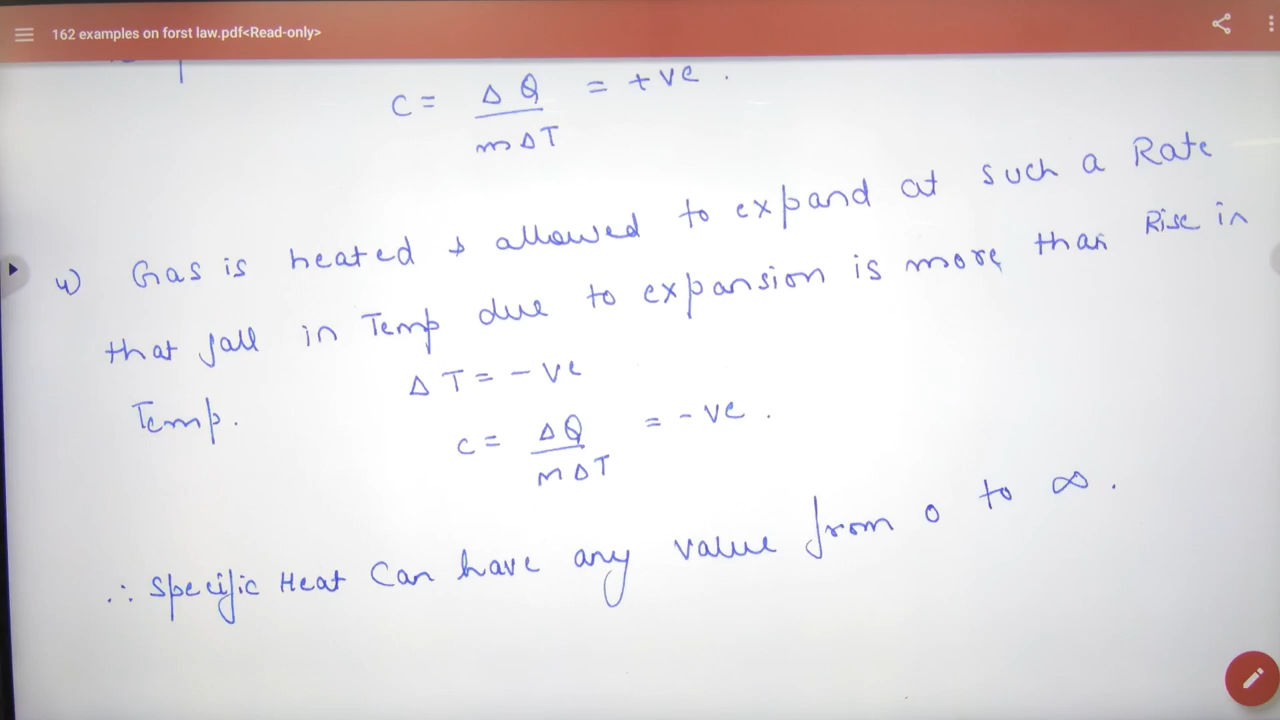 162 examples on forst law.pdf<Read-only>
C = ΔQ / mΔT = +ve.
Gas is heated & allowed to expand at such a Rate
that fall in Temp due to expansion is more than Rise in
Temp.
ΔT = -ve
C = ΔQ / mΔT = -ve.
∴ Specific Heat Can have any value from 0 to ∞.